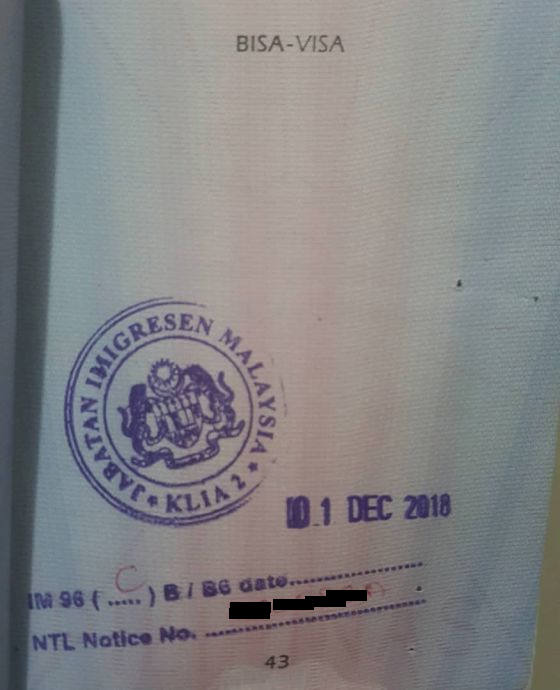 BISA-VISA
JABATAN IMIGRESEN MALAYSIA
★ KLIA 2 ★
01 DEC 2018
IM 96 (..C..) B / B6 date....................
NTL Notice No. ................................
43